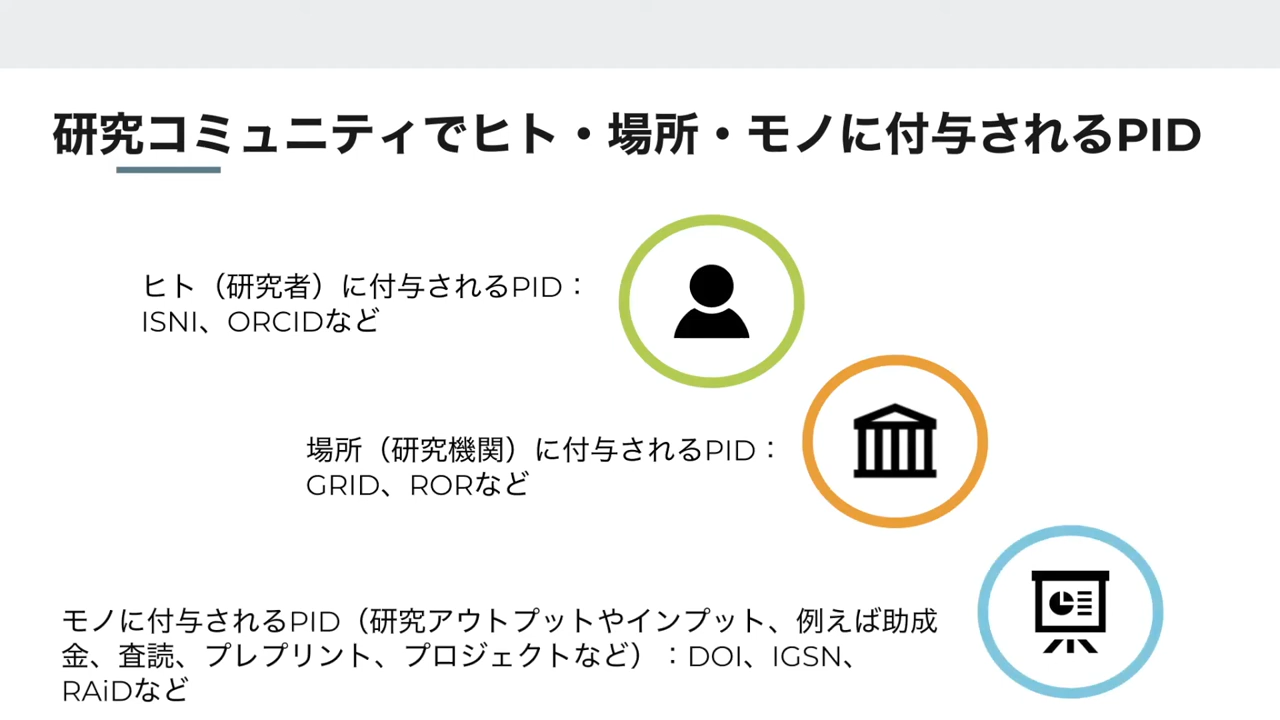 研究コミュニティでヒト・場所・モノに付与されるPID
ヒト（研究者）に付与されるPID：
ISNI、ORCIDなど
場所（研究機関）に付与されるPID：
GRID、RORなど
モノに付与されるPID（研究アウトプットやインプット、例えば助成
金、査読、プレプリント、プロジェクトなど）：DOI、IGSN、
RAiDなど